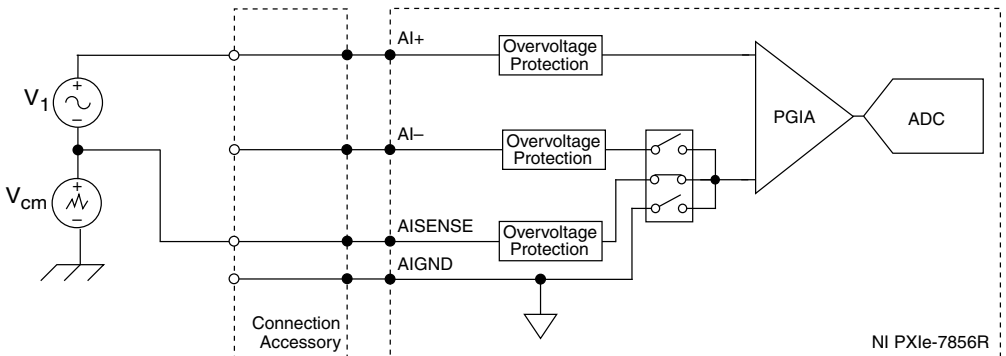 AI+
Overvoltage
Protection
+
V1
−
PGIA
ADC
AI−
Overvoltage
Protection
+
Vcm
−
AISENSE
Overvoltage
Protection
AIGND
Connection
Accessory
NI PXIe-7856R